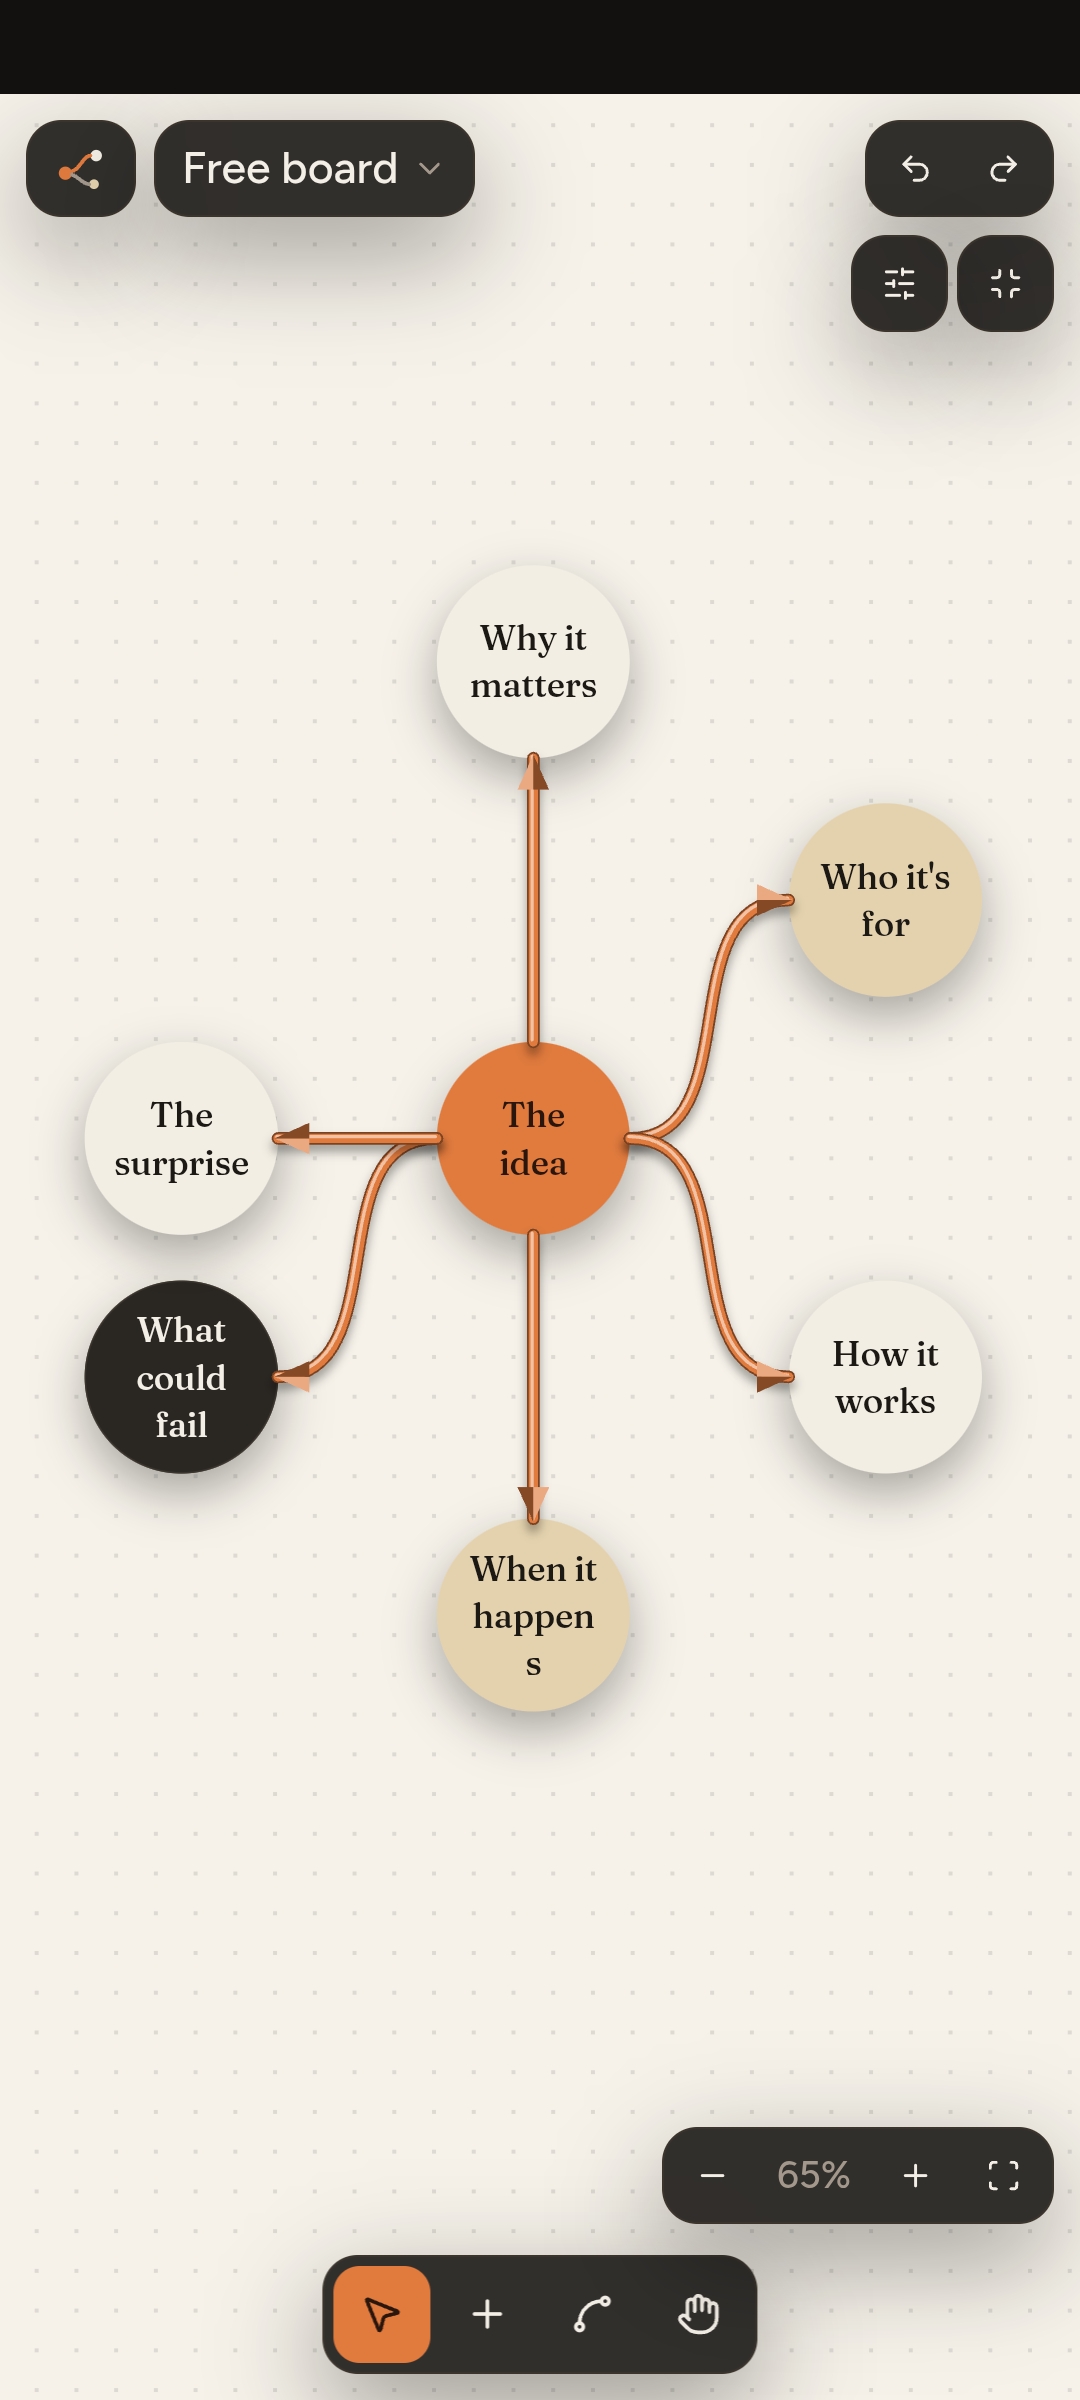 Free board
Why it
matters
Who it's
for
The
surprise
The
idea
What
could
fail
How it
works
When it
happen
s
65%